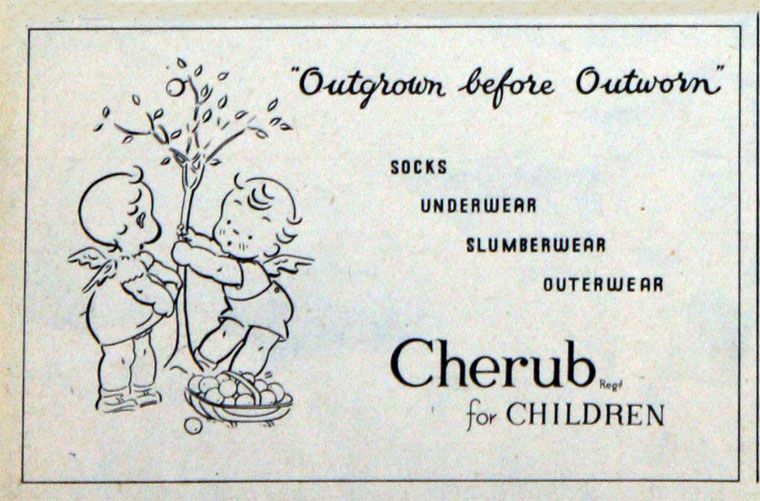 "Outgrown before Outworn"
SOCKS
UNDERWEAR
SLUMBERWEAR
OUTERWEAR
Cherub Regd
for CHILDREN